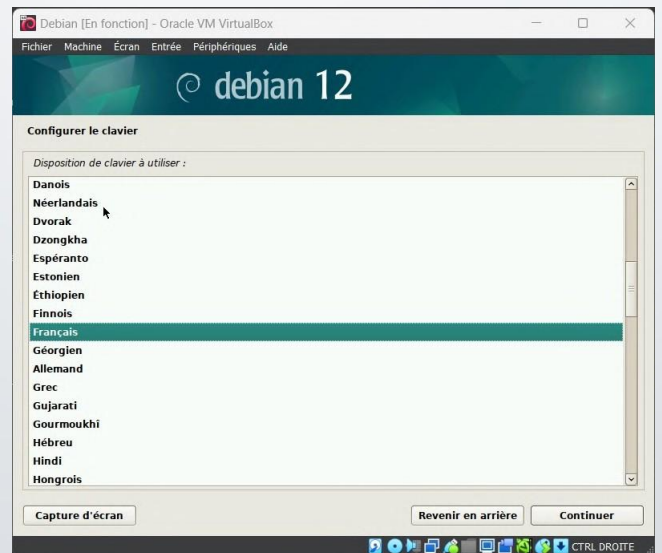 Debian [En fonction] - Oracle VM VirtualBox
Fichier Machine Écran Entrée Périphériques Aide
debian 12
Configurer le clavier
Disposition de clavier à utiliser :
Danois
Néerlandais
Dvorak
Dzongkha
Espéranto
Estonien
Éthiopien
Finnois
Français
Géorgien
Allemand
Grec
Gujarati
Gourmoukhî
Hébreu
Hindi
Hongrois
Capture d'écran
Revenir en arrière
Continuer
CTRL DROITE